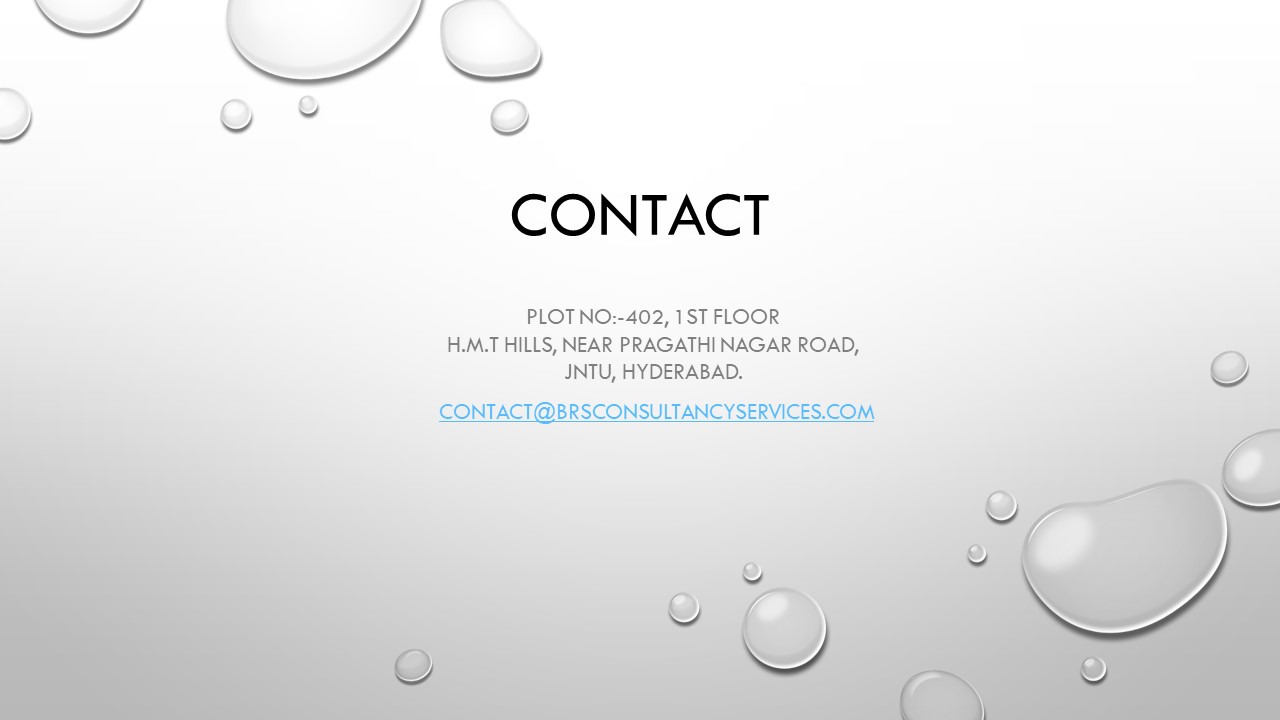 CONTACT
PLOT NO:-402, 1ST FLOOR
H.M.T HILLS, NEAR PRAGATHI NAGAR ROAD,
JNTU, HYDERABAD.
CONTACT@BRSCONSULTANCYSERVICES.COM